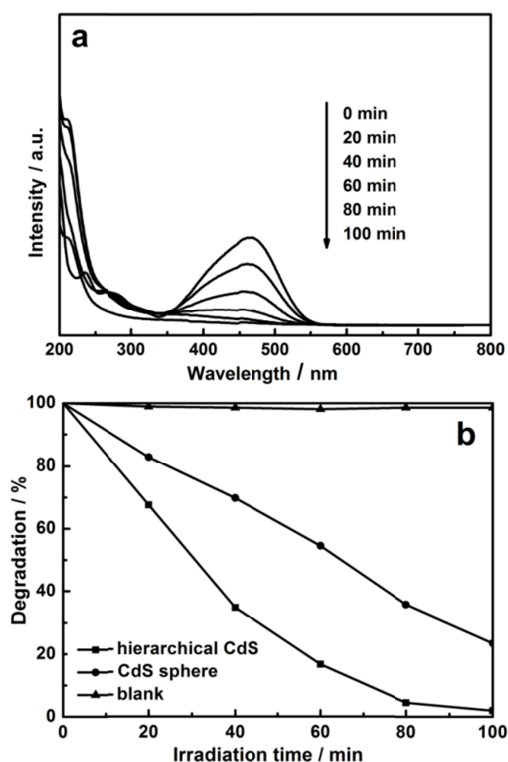 a
Intensity / a.u.
0 min
20 min
40 min
60 min
80 min
100 min
200 300 400 500 600 700 800
Wavelength / nm
b
Degradation / %
100
80
60
40
20
0
hierarchical CdS
CdS sphere
blank
0 20 40 60 80 100
Irradiation time / min